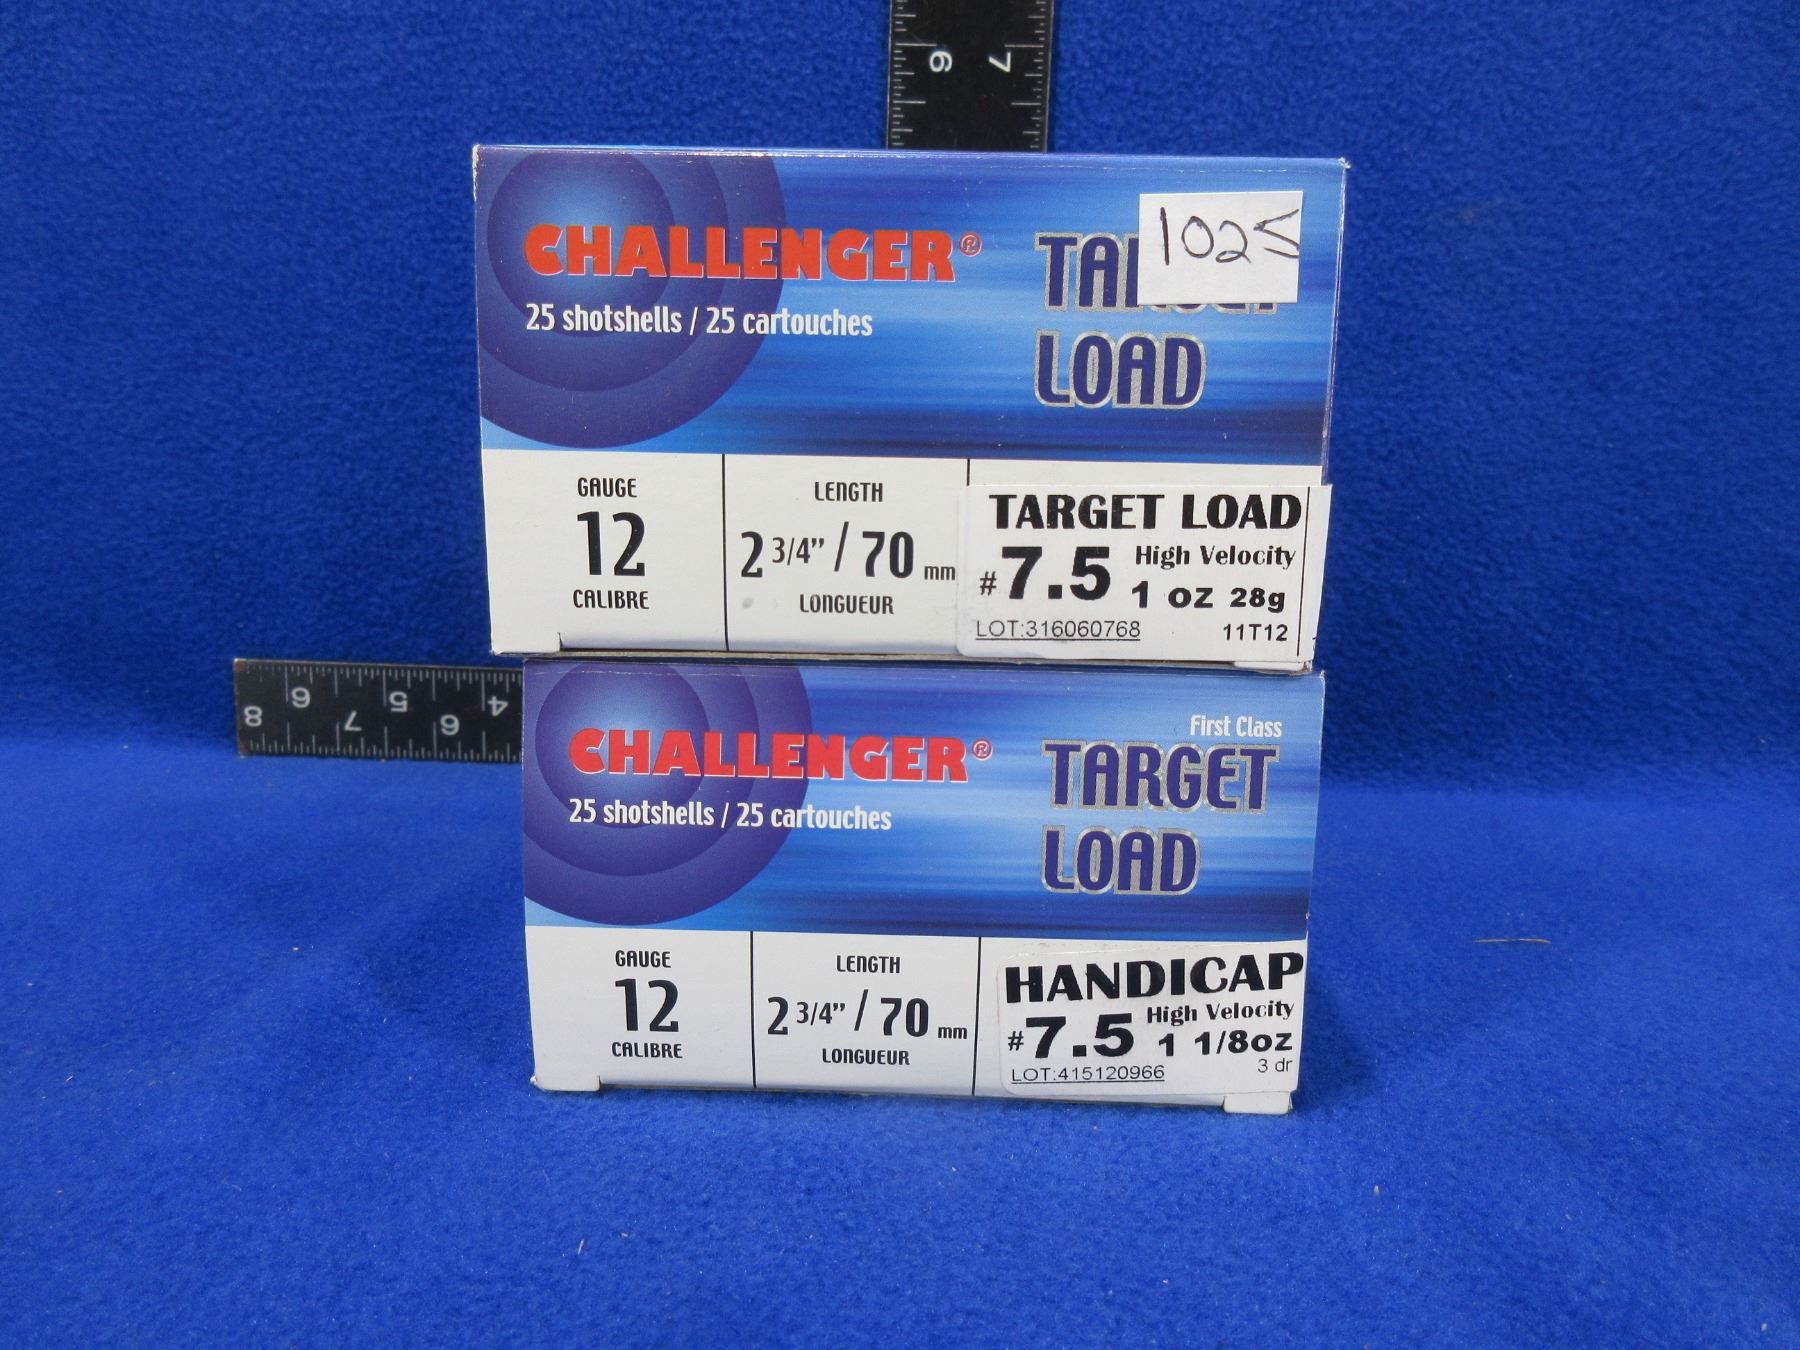 6 7
1025
CHALLENGER®
25 shotshells / 25 cartouches
LOAD
GAUGE
12
CALIBRE
LENGTH
2 3/4" / 70 mm
LONGUEUR
TARGET LOAD
#7.5 High Velocity
1 OZ 28g
LOT:316060768 11T12
8 6 7 5 6 4
CHALLENGER®
25 shotshells / 25 cartouches
First Class
TARGET
LOAD
GAUGE
12
CALIBRE
LENGTH
2 3/4" / 70 mm
LONGUEUR
HANDICAP
#7.5 High Velocity
1 1/8oz
3 dr
LOT:415120966